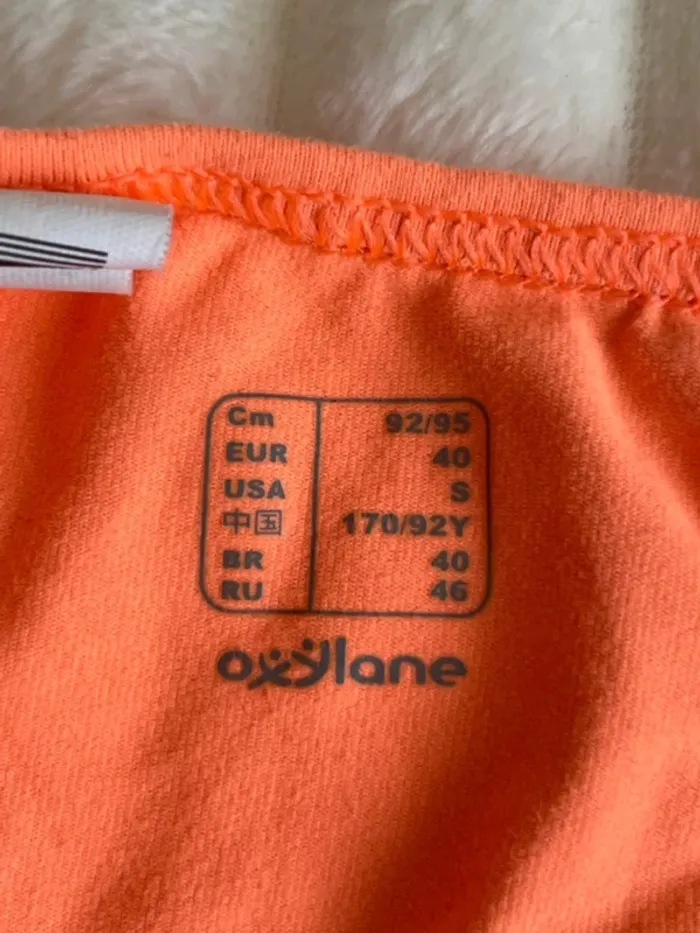 Cm 92/95
EUR 40
USA S
中国 170/92Y
BR 40
RU 46
oxylane